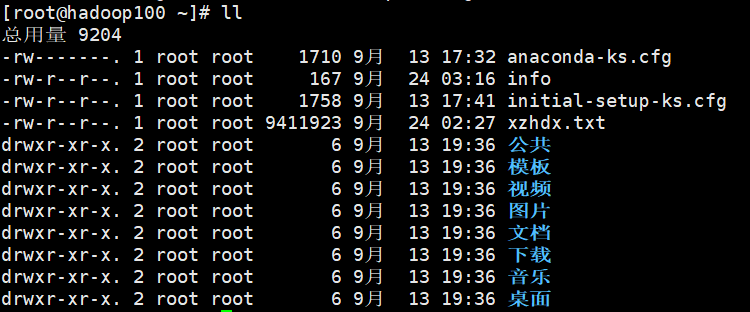 [root@hadoop100 ~]# ll
总用量 9204
-rw-------. 1 root root    1710 9月  13 17:32 anaconda-ks.cfg
-rw-r--r--. 1 root root     167 9月  24 03:16 info
-rw-r--r--. 1 root root    1758 9月  13 17:41 initial-setup-ks.cfg
-rw-r--r--. 1 root root 9411923 9月  24 02:27 xzhdx.txt
drwxr-xr-x. 2 root root       6 9月  13 19:36 公共
drwxr-xr-x. 2 root root       6 9月  13 19:36 模板
drwxr-xr-x. 2 root root       6 9月  13 19:36 视频
drwxr-xr-x. 2 root root       6 9月  13 19:36 图片
drwxr-xr-x. 2 root root       6 9月  13 19:36 文档
drwxr-xr-x. 2 root root       6 9月  13 19:36 下载
drwxr-xr-x. 2 root root       6 9月  13 19:36 音乐
drwxr-xr-x. 2 root root       6 9月  13 19:36 桌面